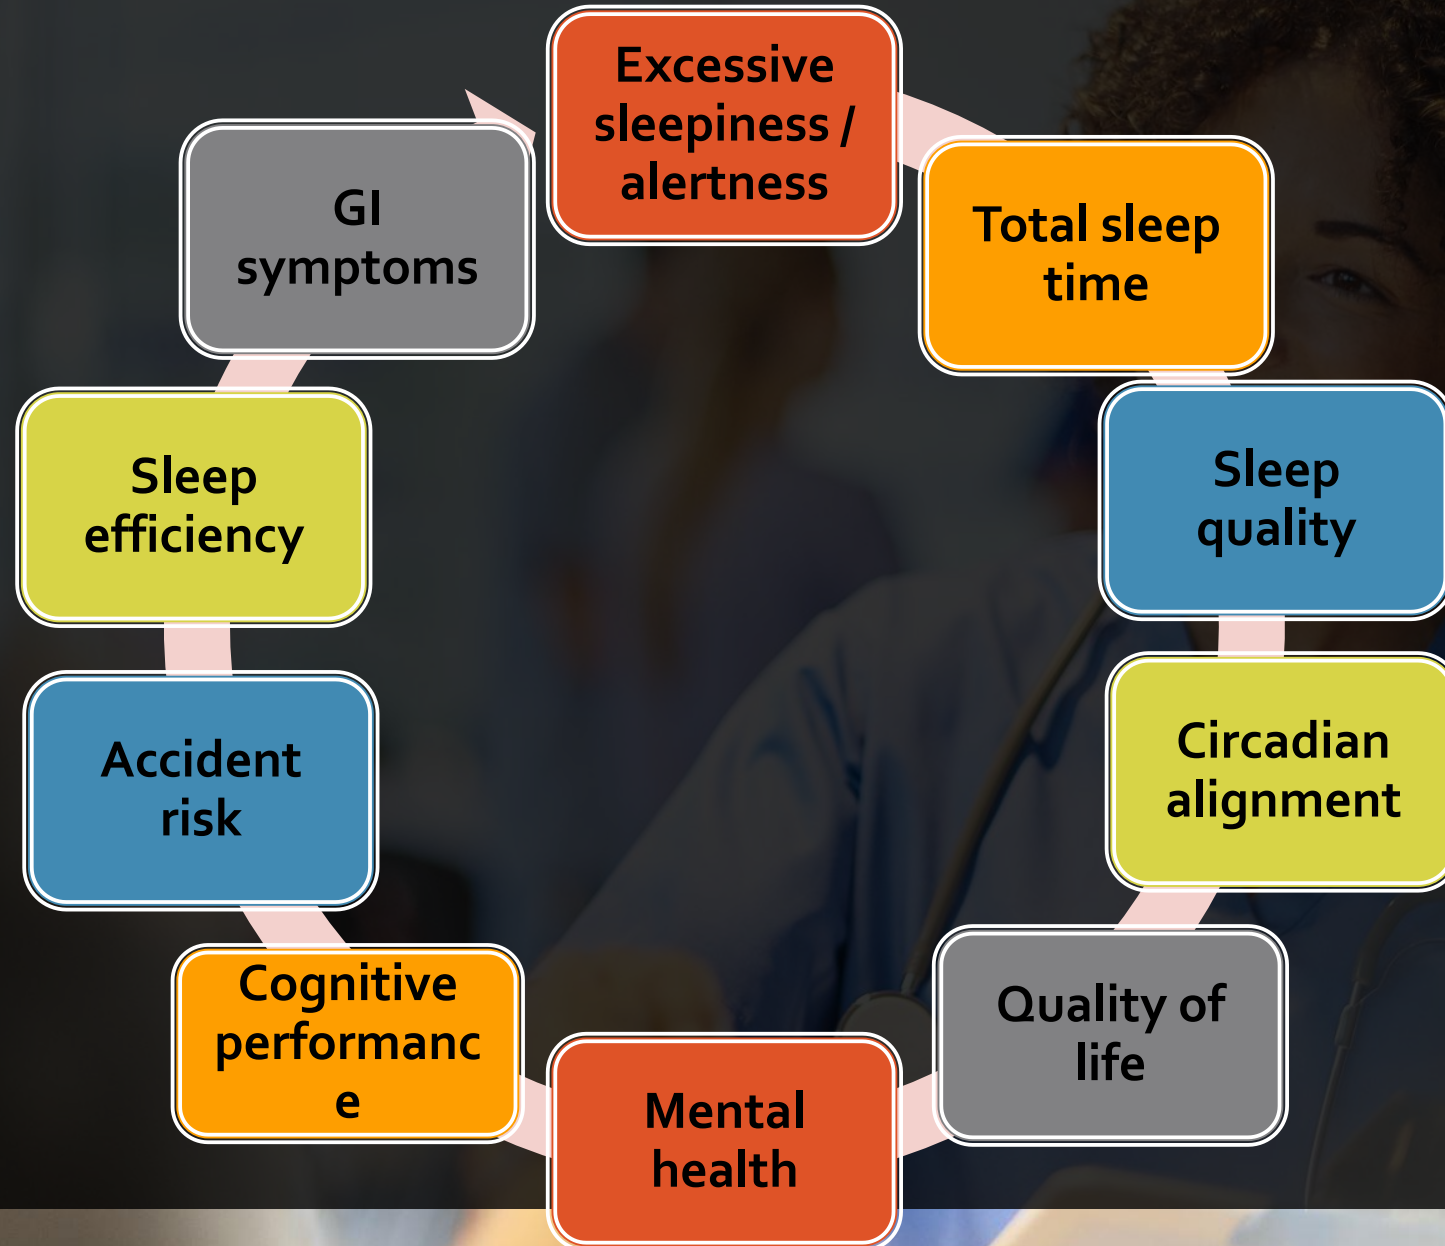 Excessive
sleepiness /
alertness
Total sleep
time
Sleep
quality
Circadian
alignment
Quality of
life
Mental
health
Cognitive
performanc
e
Accident
risk
Sleep
efficiency
GI
symptoms